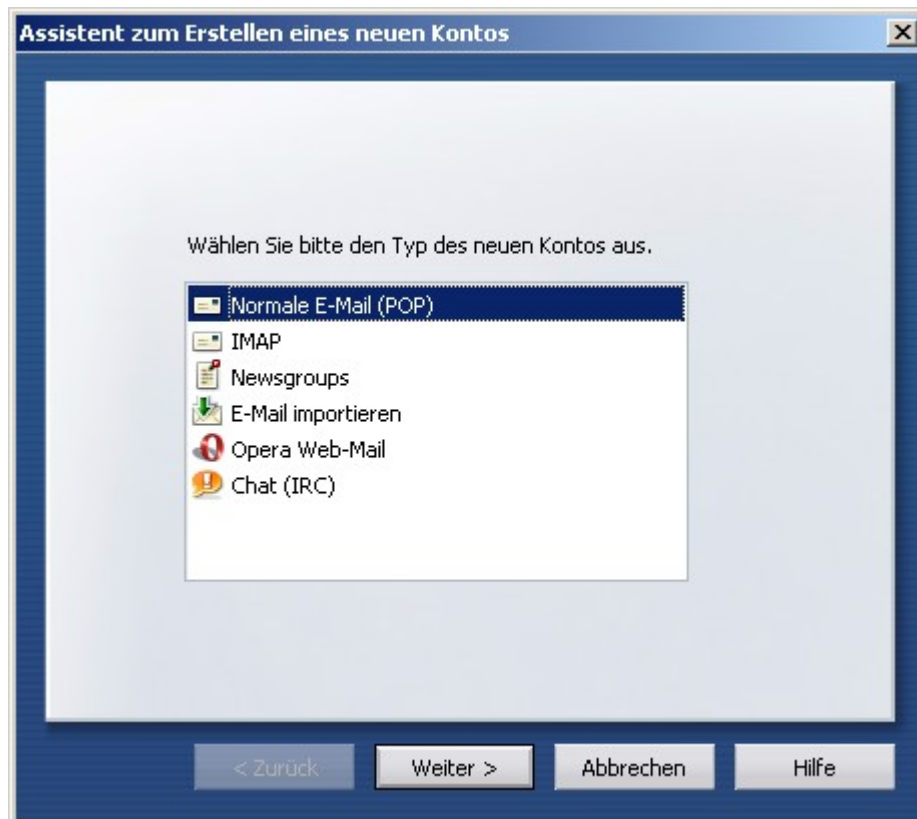 Assistent zum Erstellen eines neuen Kontos
Wählen Sie bitte den Typ des neuen Kontos aus.
Normale E-Mail (POP)
IMAP
Newsgroups
E-Mail importieren
Opera Web-Mail
Chat (IRC)
< Zurück
Weiter >
Abbrechen
Hilfe